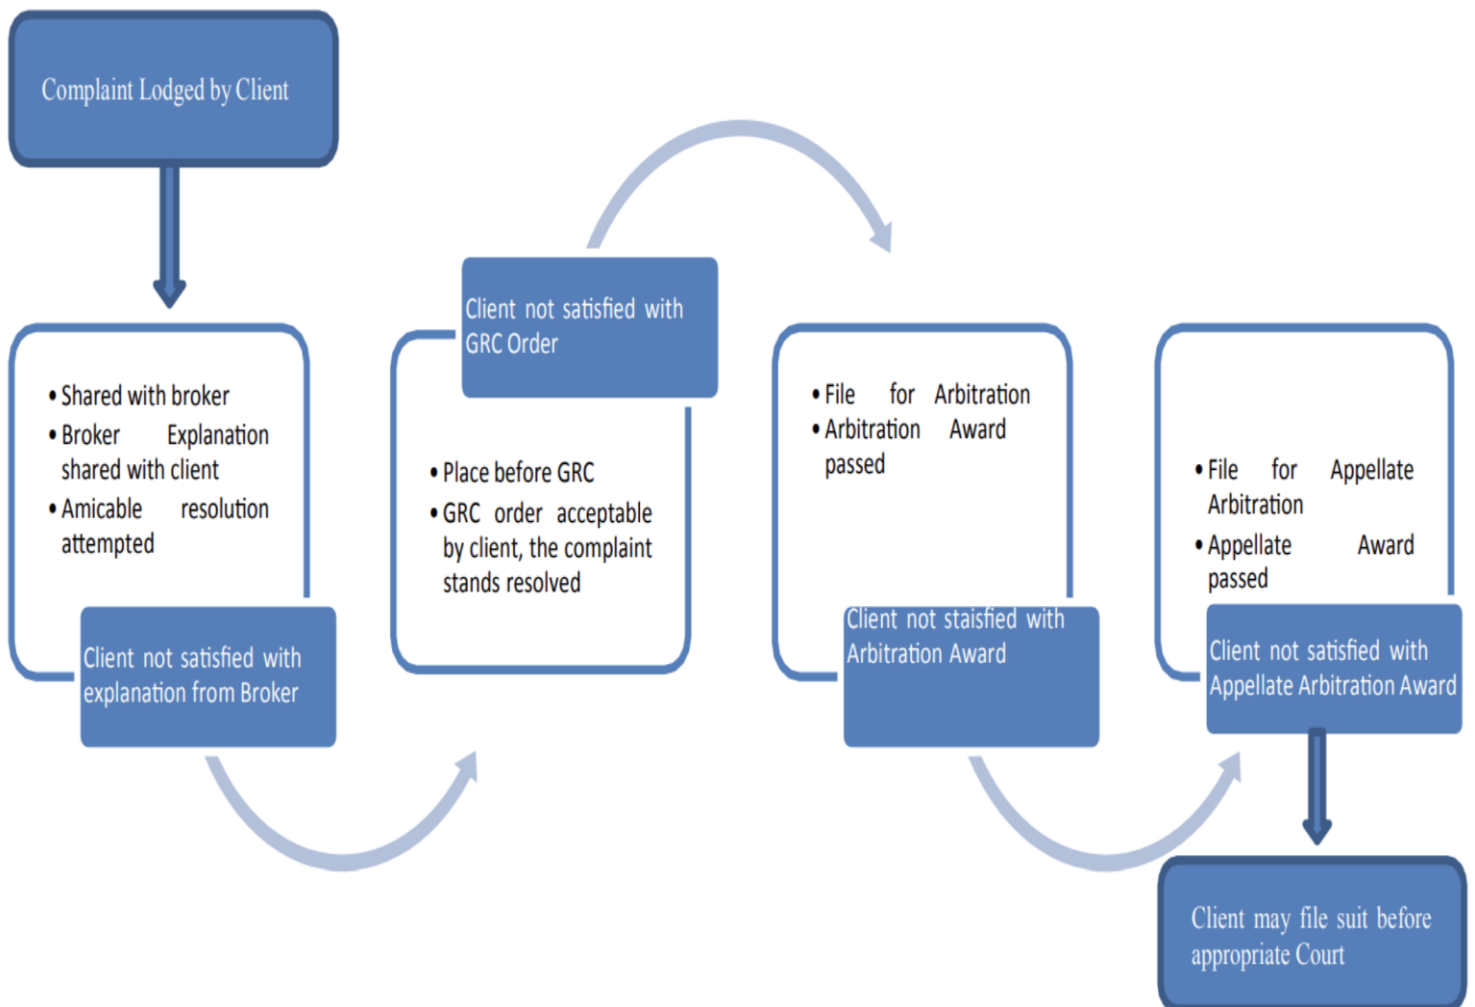 Complaint Lodged by Client
• Shared with broker
• Broker Explanation
shared with client
• Amicable resolution
attempted
Client not satisfied with
explanation from Broker
Client not satisfied with
GRC Order
• Place before GRC
• GRC order acceptable
by client, the complaint
stands resolved
• File for Arbitration
• Arbitration Award
passed
Client not staisfied with
Arbitration Award
• File for Appellate
Arbitration
• Appellate Award
passed
Client not satisfied with
Appellate Arbitration Award
Client may file suit before
appropriate Court